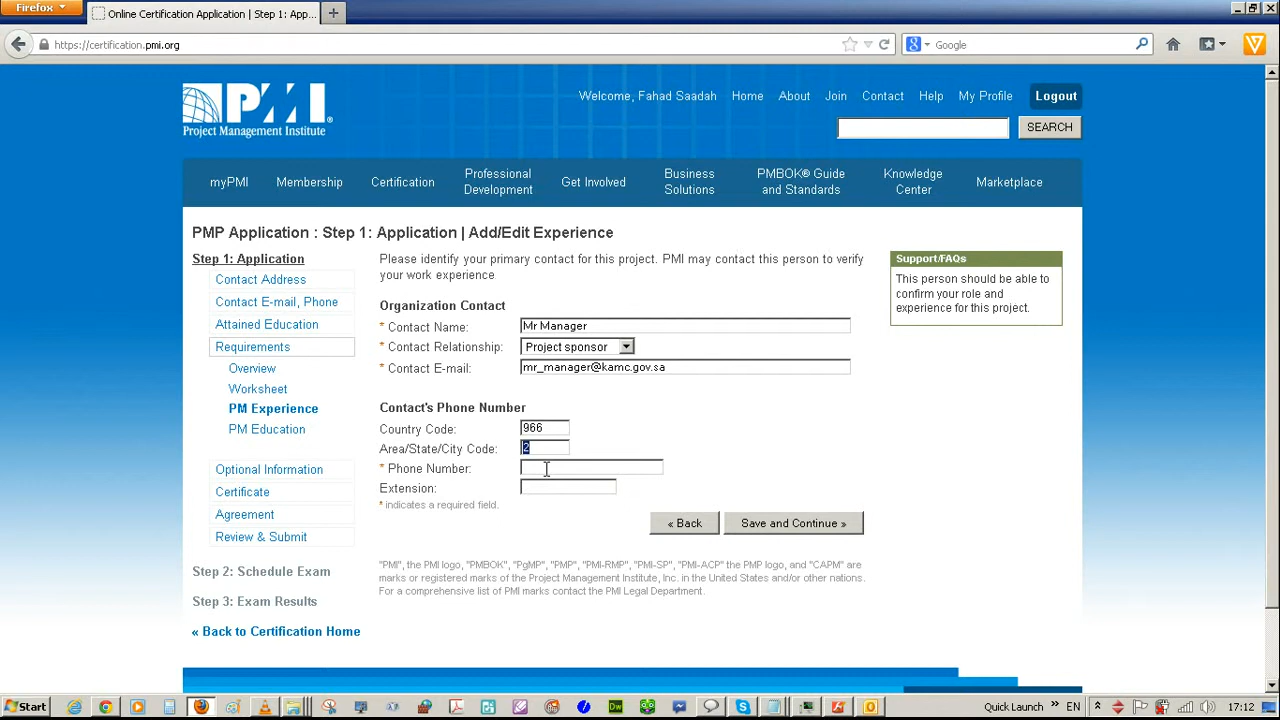 Firefox
Online Certification Application | Step 1: App...
https://certification.pmi.org
Google
PMI
Project Management Institute
Welcome, Fahad Saadah
Home
About
Join
Contact
Help
My Profile
Logout
SEARCH
myPMI
Membership
Certification
Professional
Development
Get Involved
Business
Solutions
PMBOK® Guide
and Standards
Knowledge
Center
Marketplace
PMP Application : Step 1: Application | Add/Edit Experience
Step 1: Application
Contact Address
Contact E-mail, Phone
Attained Education
Requirements
Overview
Worksheet
PM Experience
PM Education
Optional Information
Certificate
Agreement
Review & Submit
Step 2: Schedule Exam
Step 3: Exam Results
« Back to Certification Home
Please identify your primary contact for this project. PMI may contact this person to verify
your work experience
Organization Contact
* Contact Name: Mr Manager
* Contact Relationship: Project sponsor
* Contact E-mail: mr_manager@kamc.gov.sa
Contact's Phone Number
Country Code: 966
Area/State/City Code: 2
* Phone Number:
Extension:
* indicates a required field.
« Back
Save and Continue »
"PMI", the PMI logo, "PMBOK", "PgMP", "PMP", "PMI-RMP", "PMI-SP", "PMI-ACP" the PMP logo, and "CAPM" are
marks or registered marks of the Project Management Institute, Inc. in the United States and/or other nations.
For a comprehensive list of PMI marks contact the PMI Legal Department.
Support/FAQs
This person should be able to
confirm your role and
experience for this project.
Start
Dw
Quick Launch
»
EN
17:12